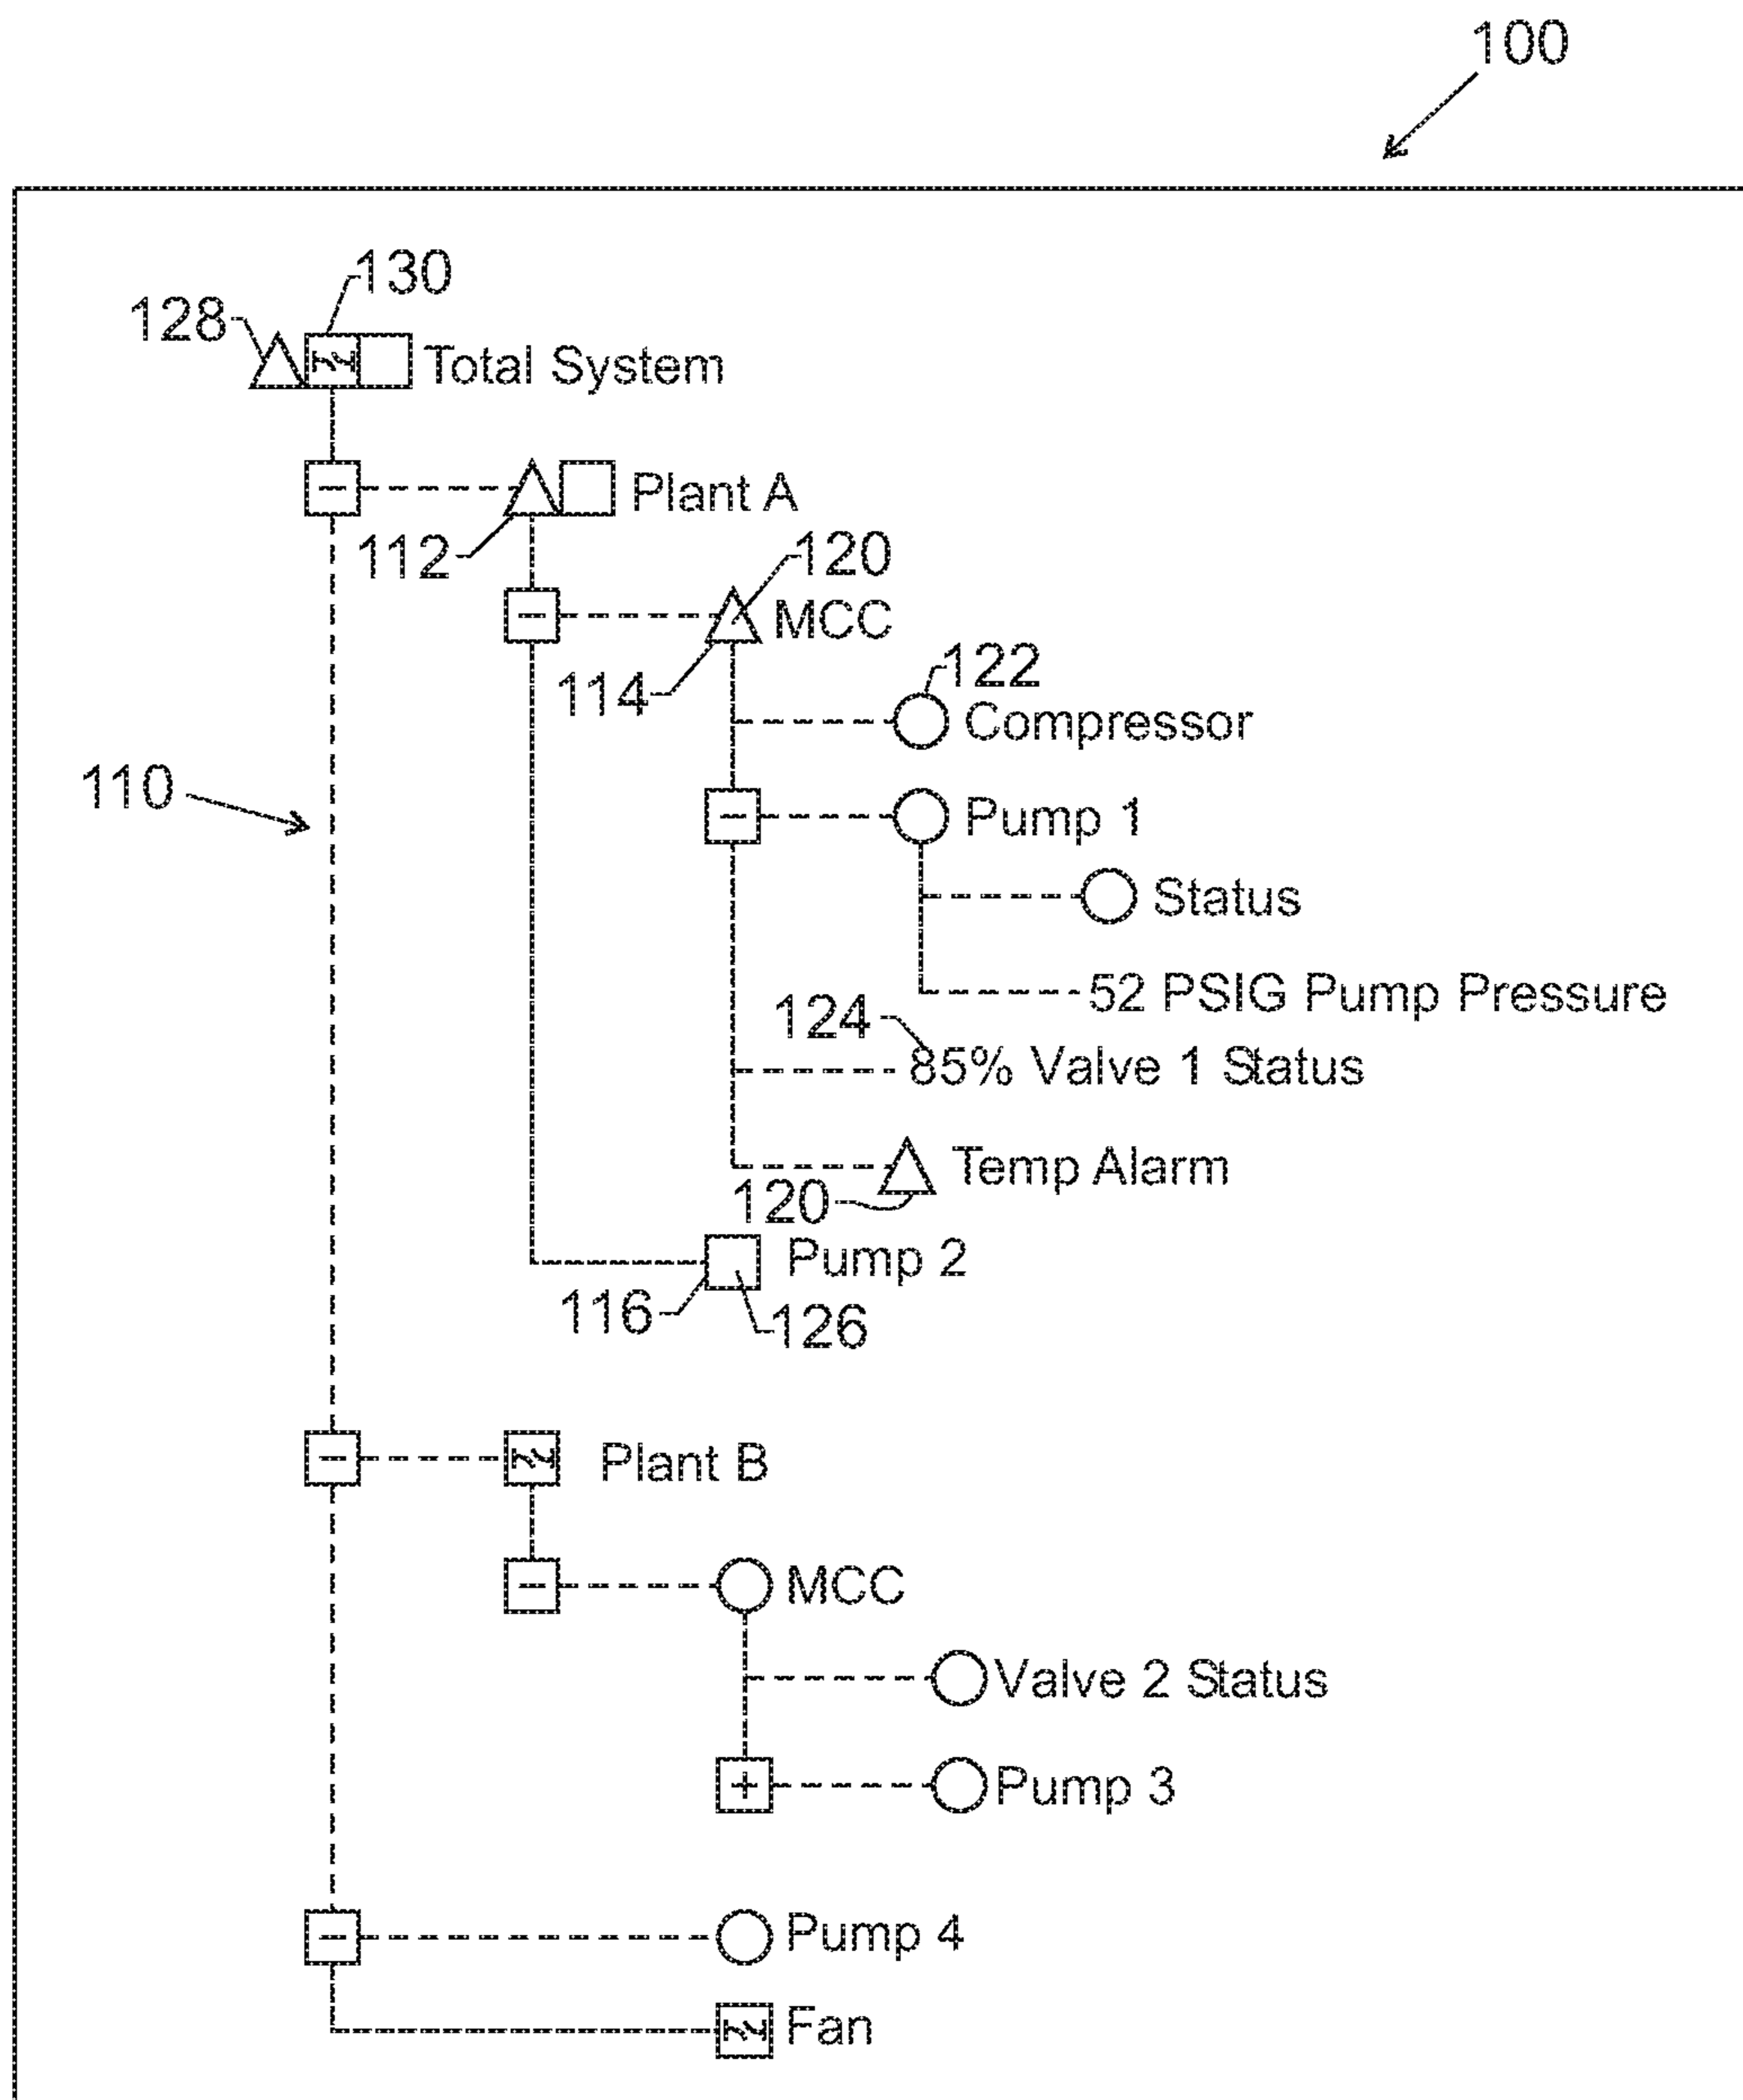 100
130
128
Total System
− Plant A
112
120
− MCC
114
122
Compressor
110
− Pump 1
Status
52 PSIG Pump Pressure
124
85% Valve 1 Status
Temp Alarm
120
Pump 2
116
126
− Plant B
− MCC
Valve 2 Status
+ Pump 3
− Pump 4
Fan